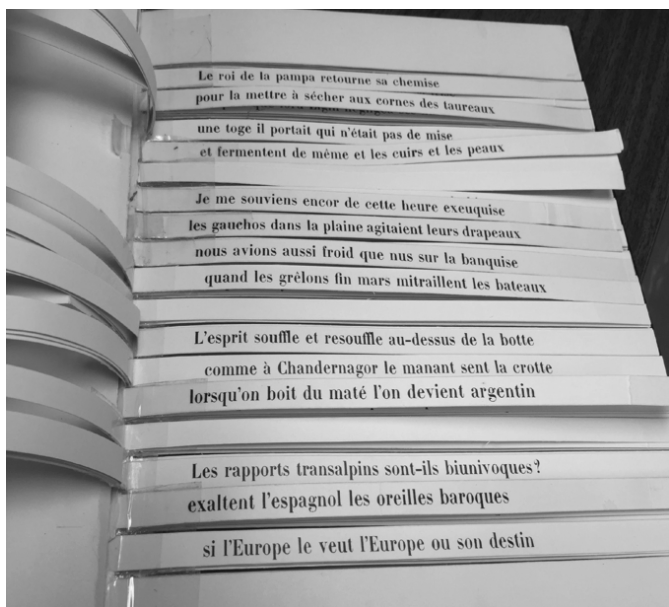 Le roi de la pampa retourne sa chemise
pour la mettre à sécher aux cornes des taureaux
une toge il portait qui n'était pas de mise
et fermentent de même et les cuirs et les peaux
Je me souviens encor de cette heure exeuquise
les gauchos dans la plaine agitaient leurs drapeaux
nous avions aussi froid que nus sur la banquise
quand les grêlons fin mars mitraillent les bateaux
L'esprit souffle et resouffle au-dessus de la botte
comme à Chandernagor le manant sent la crotte
lorsqu'on boit du maté l'on devient argentin
Les rapports transalpins sont-ils biunivoques?
exaltent l'espagnol les oreilles baroques
si l'Europe le veut l'Europe ou son destin